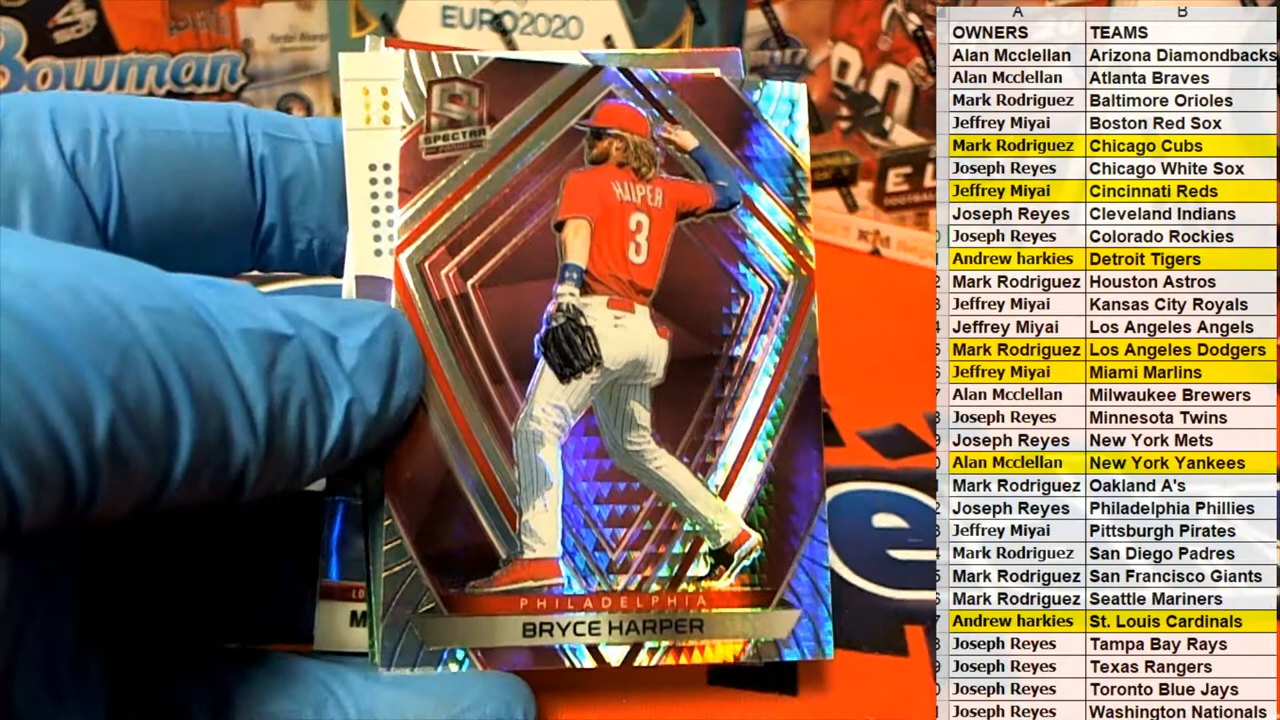 EURO2020
Bowman
SPECTRA
HARPER
3
PHILADELPHIA
BRYCE HARPER
LO
M
e
EL
A B
OWNERS TEAMS
Alan Mcclellan Arizona Diamondbacks
Alan Mcclellan Atlanta Braves
Mark Rodriguez Baltimore Orioles
Jeffrey Miyai Boston Red Sox
Mark Rodriguez Chicago Cubs
Joseph Reyes Chicago White Sox
Jeffrey Miyai Cincinnati Reds
Joseph Reyes Cleveland Indians
Joseph Reyes Colorado Rockies
Andrew harkies Detroit Tigers
Mark Rodriguez Houston Astros
Jeffrey Miyai Kansas City Royals
Jeffrey Miyai Los Angeles Angels
Mark Rodriguez Los Angeles Dodgers
Jeffrey Miyai Miami Marlins
Alan Mcclellan Milwaukee Brewers
Joseph Reyes Minnesota Twins
Joseph Reyes New York Mets
Alan Mcclellan New York Yankees
Mark Rodriguez Oakland A's
Joseph Reyes Philadelphia Phillies
Jeffrey Miyai Pittsburgh Pirates
Mark Rodriguez San Diego Padres
Mark Rodriguez San Francisco Giants
Mark Rodriguez Seattle Mariners
Andrew harkies St. Louis Cardinals
Joseph Reyes Tampa Bay Rays
Joseph Reyes Texas Rangers
Joseph Reyes Toronto Blue Jays
Joseph Reyes Washington Nationals